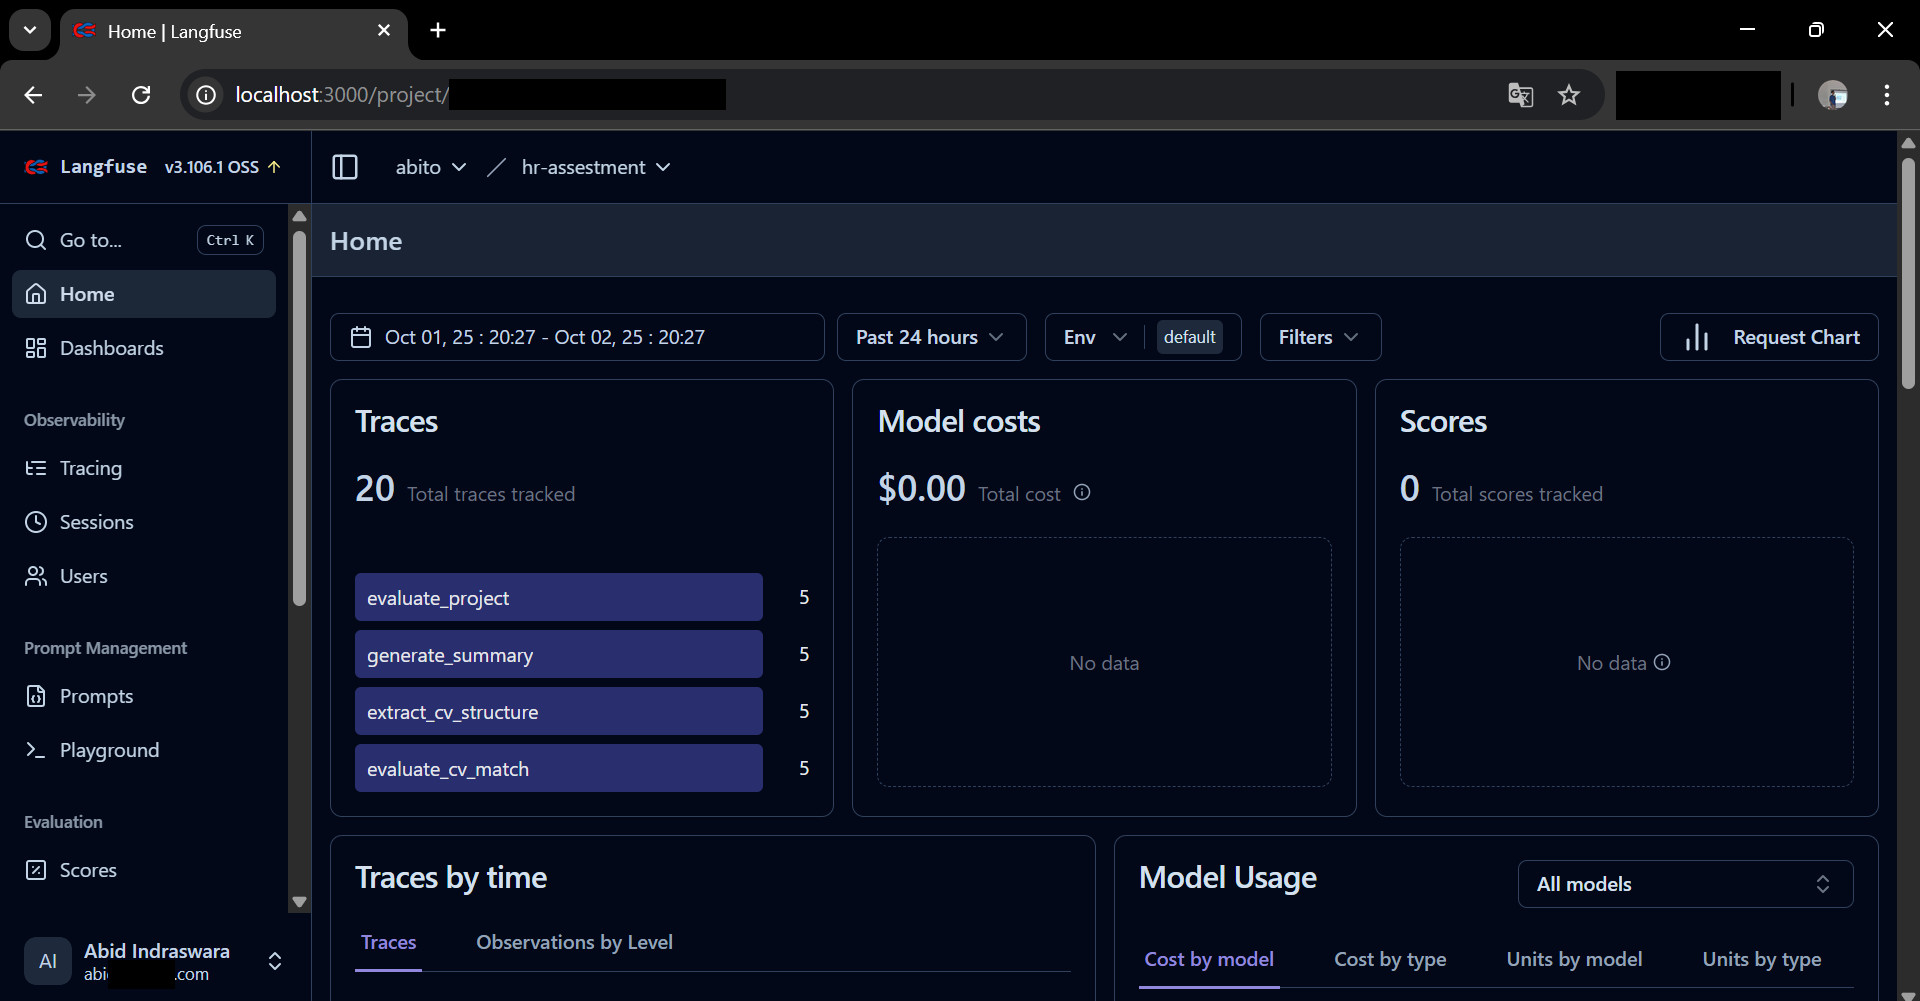 Home | Langfuse
localhost:3000/project/
Langfuse v3.106.1 OSS ↑
abito / hr-assestment
Go to... Ctrl K
Home
Dashboards
Observability
Tracing
Sessions
Users
Prompt Management
Prompts
Playground
Evaluation
Scores
AI
Abid Indraswara
abi .com
Home
Oct 01, 25 : 20:27 - Oct 02, 25 : 20:27 Past 24 hours Env default Filters Request Chart
Traces
20 Total traces tracked
evaluate_project 5
generate_summary 5
extract_cv_structure 5
evaluate_cv_match 5
Model costs
$0.00 Total cost
No data
Scores
0 Total scores tracked
No data
Traces by time
Traces Observations by Level
Model Usage All models
Cost by model Cost by type Units by model Units by type